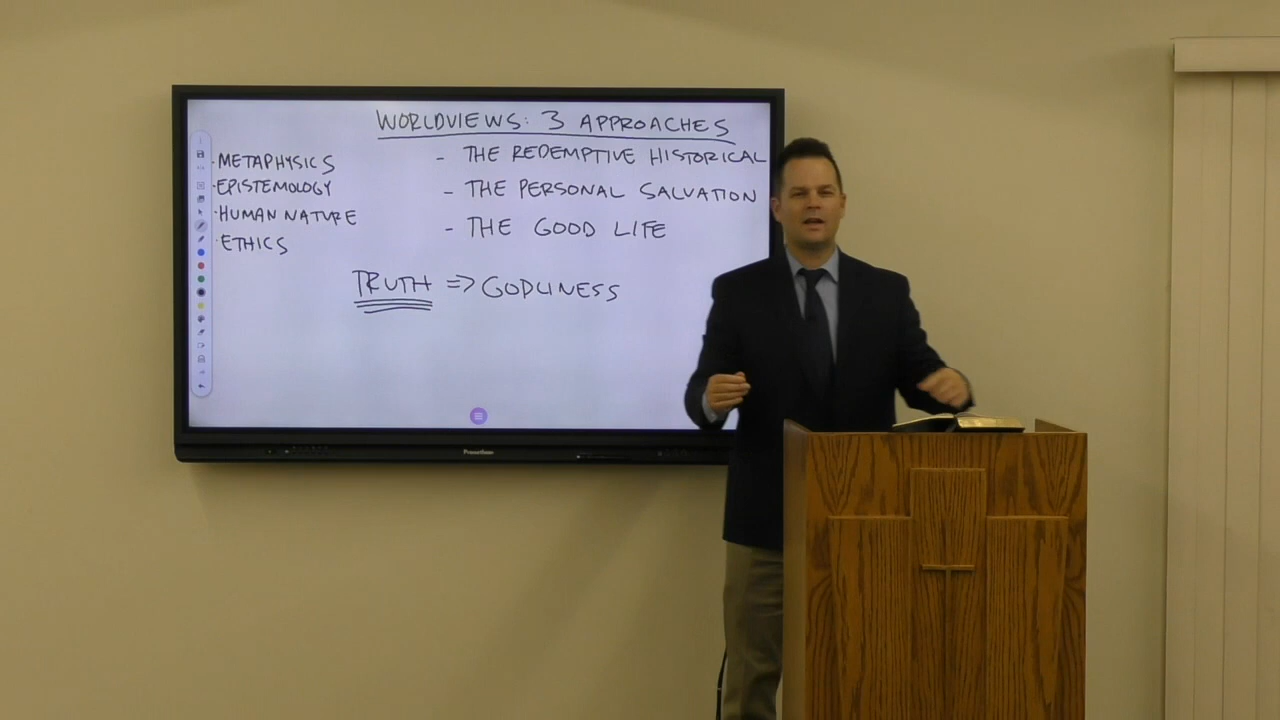 WORLDVIEWS: 3 APPROACHES
· METAPHYSICS
· EPISTEMOLOGY
· HUMAN NATURE
· ETHICS
- THE REDEMPTIVE HISTORICAL
- THE PERSONAL SALVATION
- THE GOOD LIFE
TRUTH => GODLINESS
Promethean